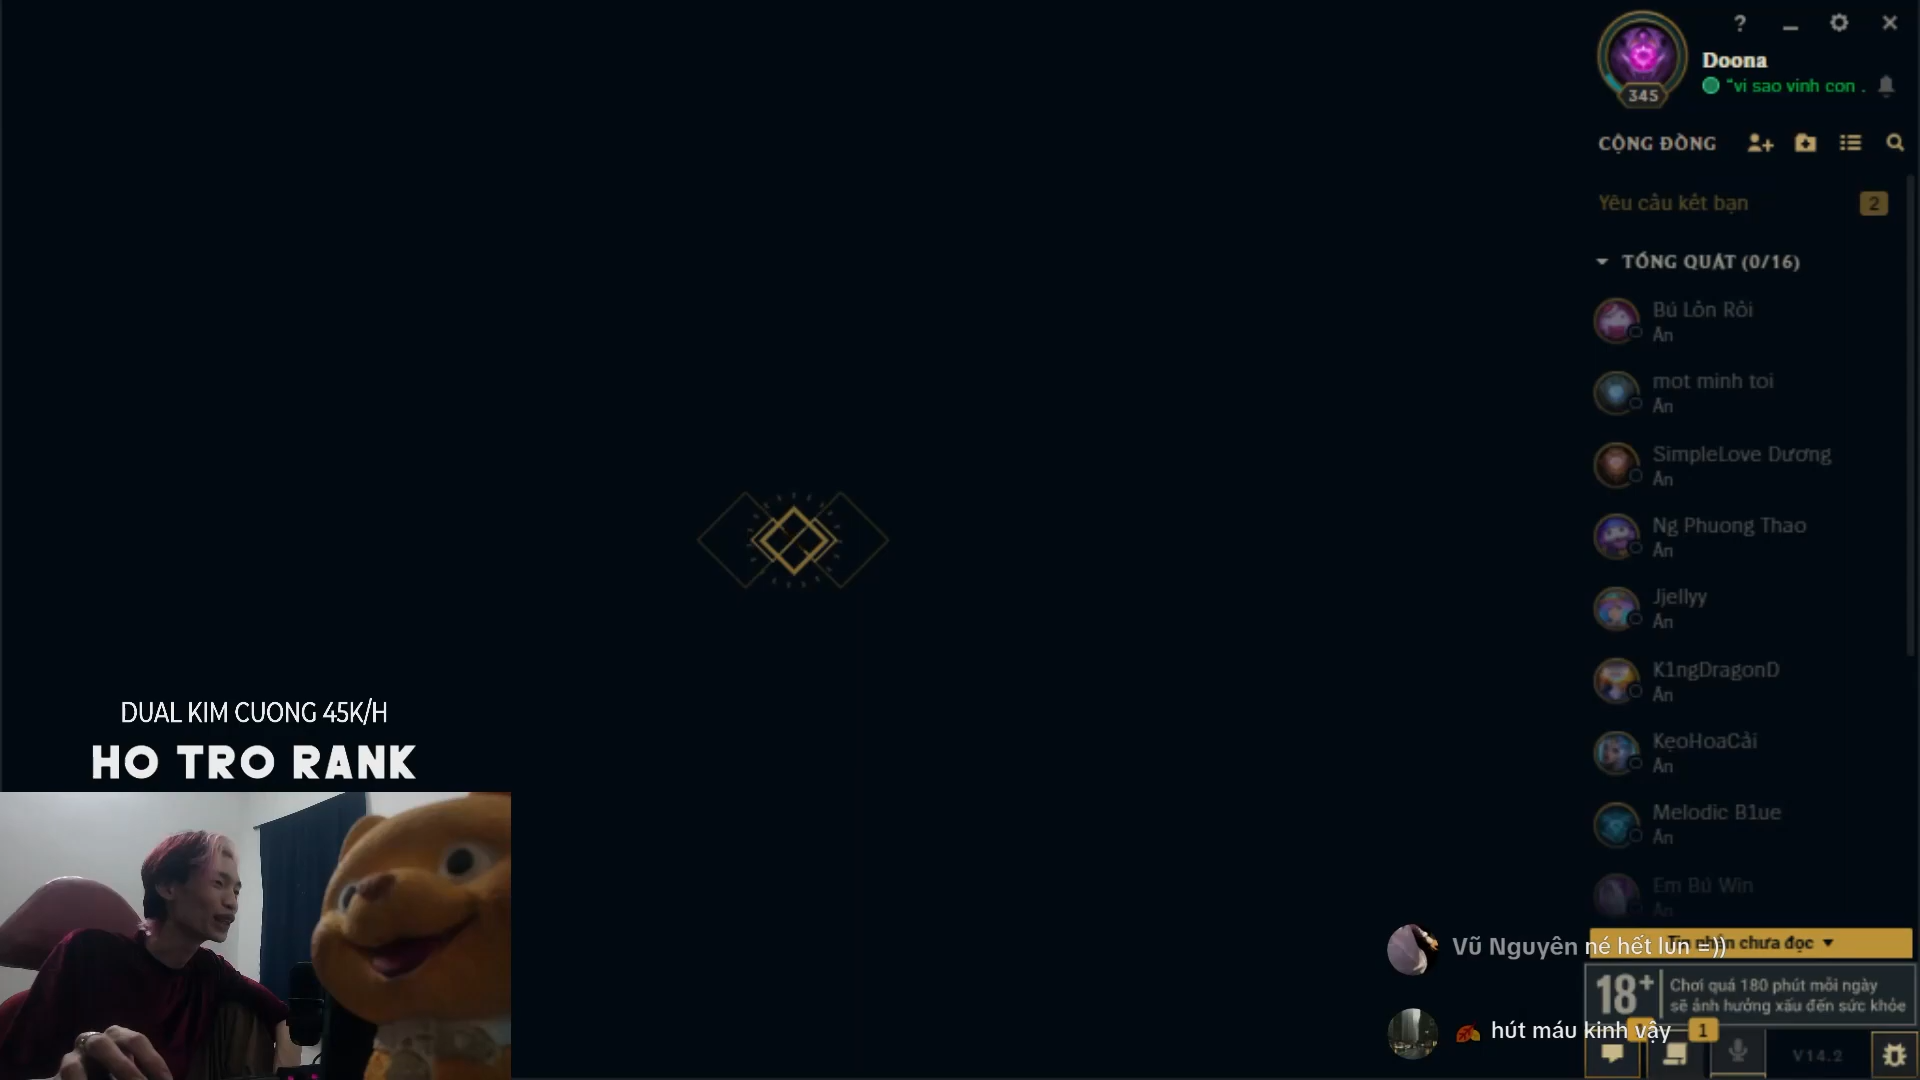 Doona
345
"vi sao vinh con .
CỘNG ĐỒNG
Yêu cầu kết bạn
2
TỔNG QUÁT (0/16)
Bú Lồn Rồi
Ẩn
mot minh toi
Ẩn
SimpleLove Dương
Ẩn
Ng Phuong Thao
Ẩn
Jjellyy
Ẩn
K1ngDragonD
Ẩn
KẹoHoaCải
Ẩn
Melodic B1ue
Ẩn
Em Bú Win
Ẩn
DUAL KIM CUONG 45K/H
HO TRO RANK
Vũ Nguyên né hết lun =))
Tin nhắn chưa đọc
18+
Chơi quá 180 phút mỗi ngày
sẽ ảnh hưởng xấu đến sức khỏe
🍂 hút máu kinh vậy
1
V14.2